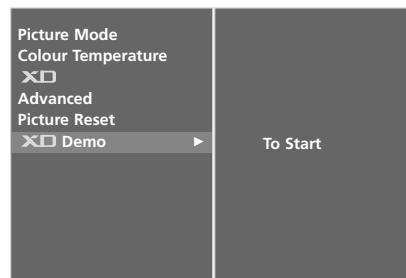 Picture Mode
Colour Temperature
XD
Advanced
Picture Reset
XD Demo ►
To Start